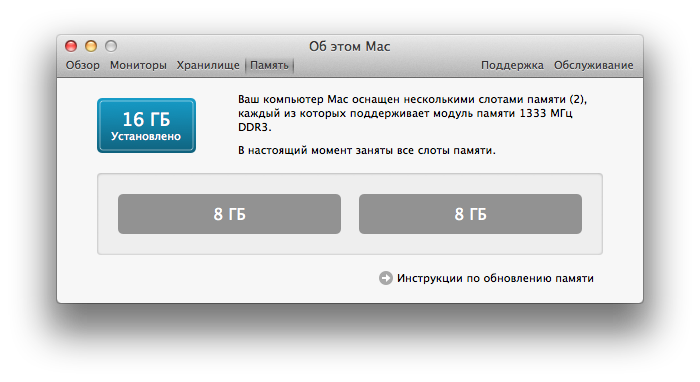 Об этом Mac
Обзор Мониторы Хранилище Память Поддержка Обслуживание
16 ГБ
Установлено
Ваш компьютер Mac оснащен несколькими слотами памяти (2),
каждый из которых поддерживает модуль памяти 1333 МГц
DDR3.
В настоящий момент заняты все слоты памяти.
8 ГБ 8 ГБ
Инструкции по обновлению памяти